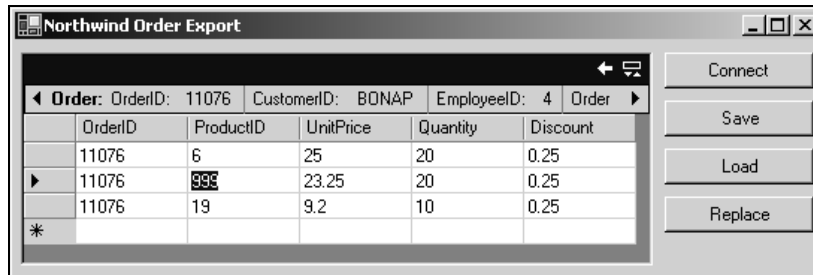 Northwind Order Export
Connect
Order: OrderID: 11076 CustomerID: BONAP EmployeeID: 4 Order
Save
OrderID ProductID UnitPrice Quantity Discount
11076 6 25 20 0.25
Load
11076 999 23.25 20 0.25
11076 19 9.2 10 0.25
Replace